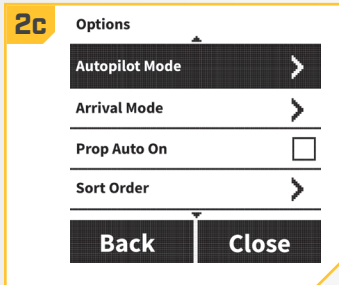 2c
Options
Autopilot Mode
Arrival Mode
Prop Auto On
Sort Order
Back Close